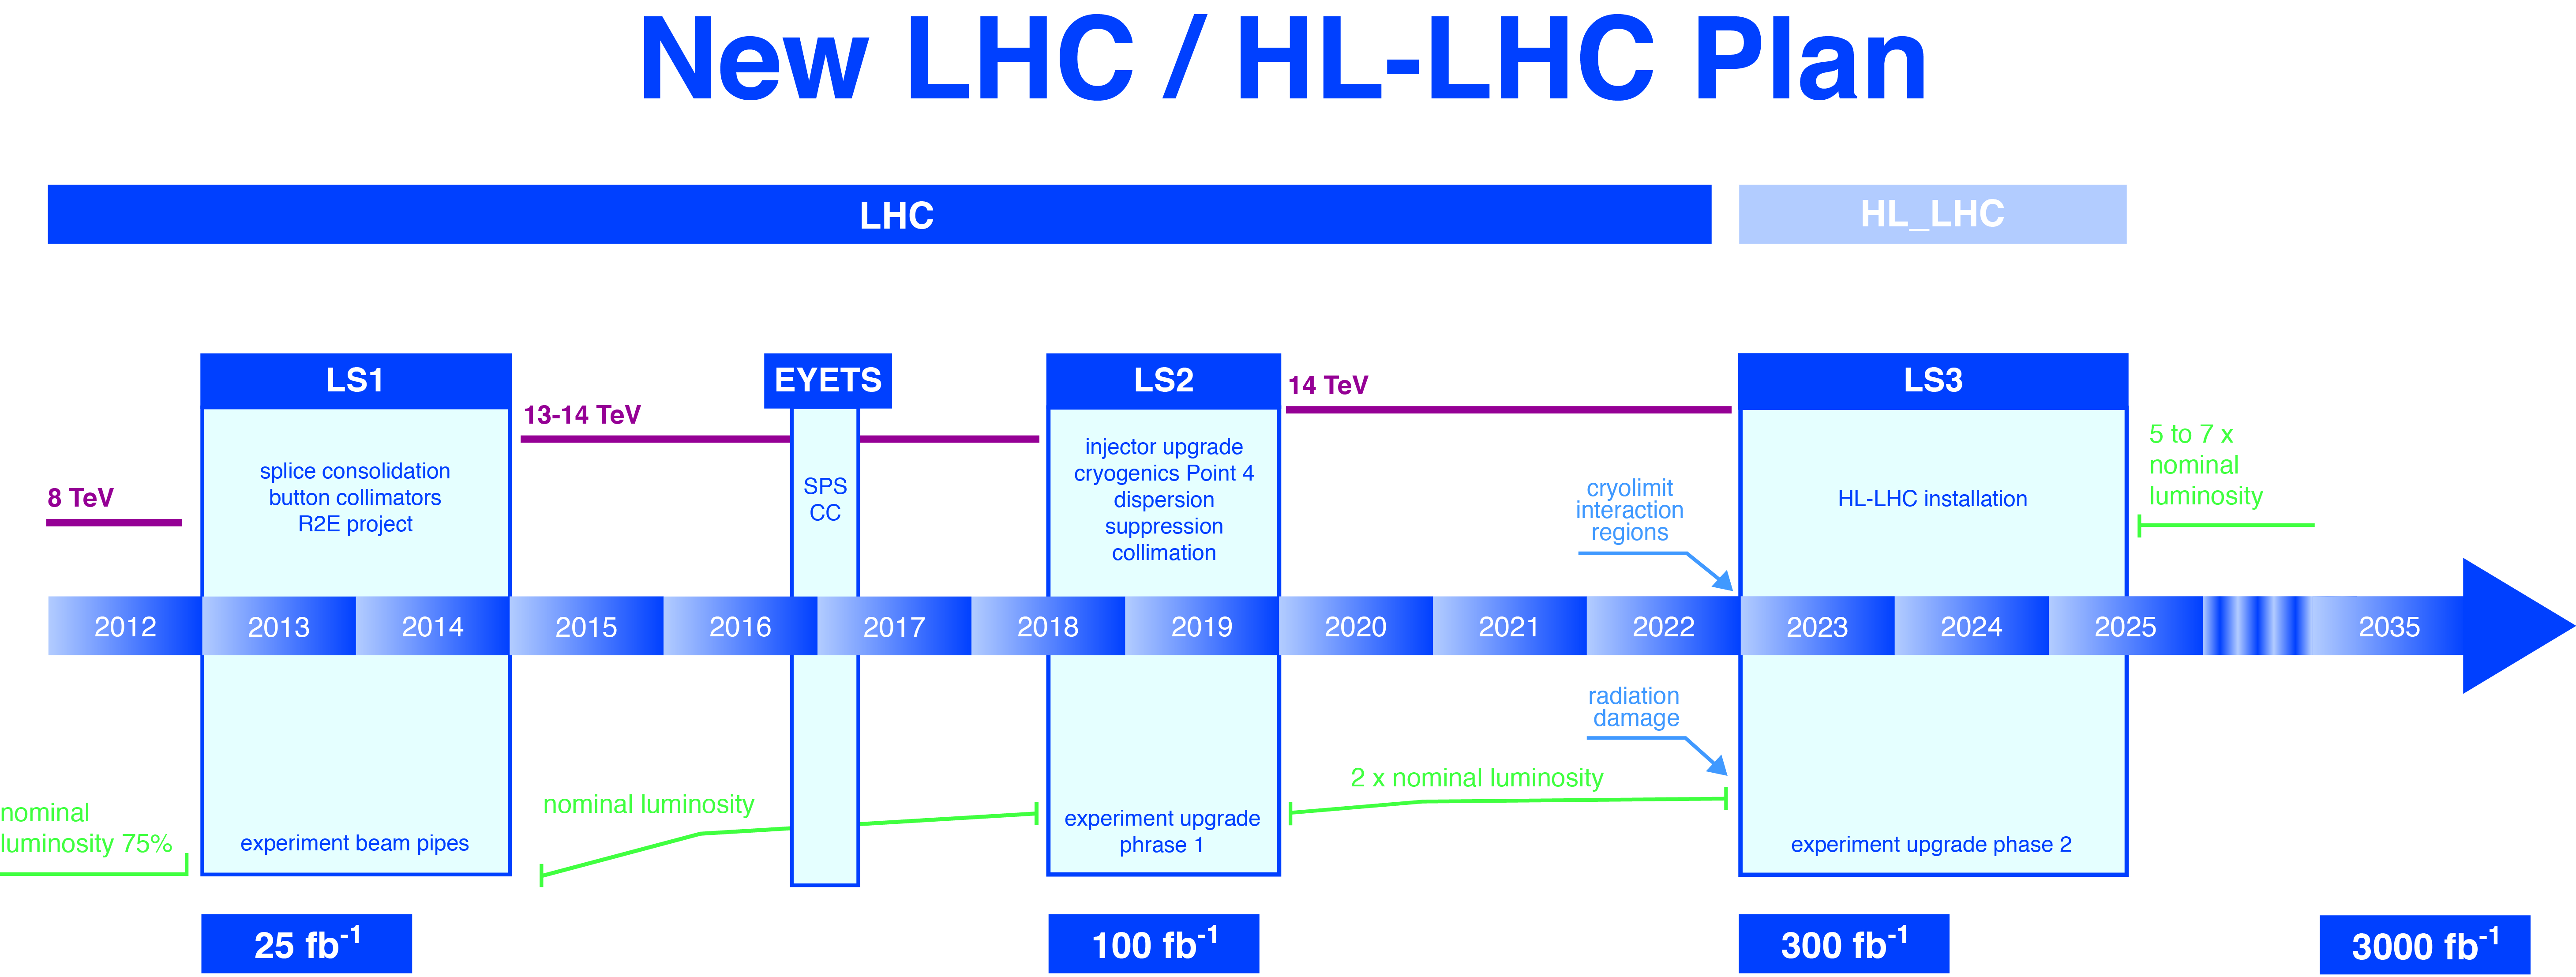 New LHC / HL-LHC Plan
LHC
HL_LHC
LS1
EYETS
LS2
LS3
8 TeV
13-14 TeV
14 TeV
splice consolidation
button collimators
R2E project
SPS
CC
injector upgrade
cryogenics Point 4
dispersion
suppression
collimation
cryolimit
interaction
regions
HL-LHC installation
5 to 7 x
nominal
luminosity
2012 2013 2014 2015 2016 2017 2018 2019 2020 2021 2022 2023 2024 2025 2035
radiation
damage
nominal
luminosity 75%
experiment beam pipes
nominal luminosity
experiment upgrade
phrase 1
2 x nominal luminosity
experiment upgrade phase 2
25 fb⁻¹
100 fb⁻¹
300 fb⁻¹
3000 fb⁻¹